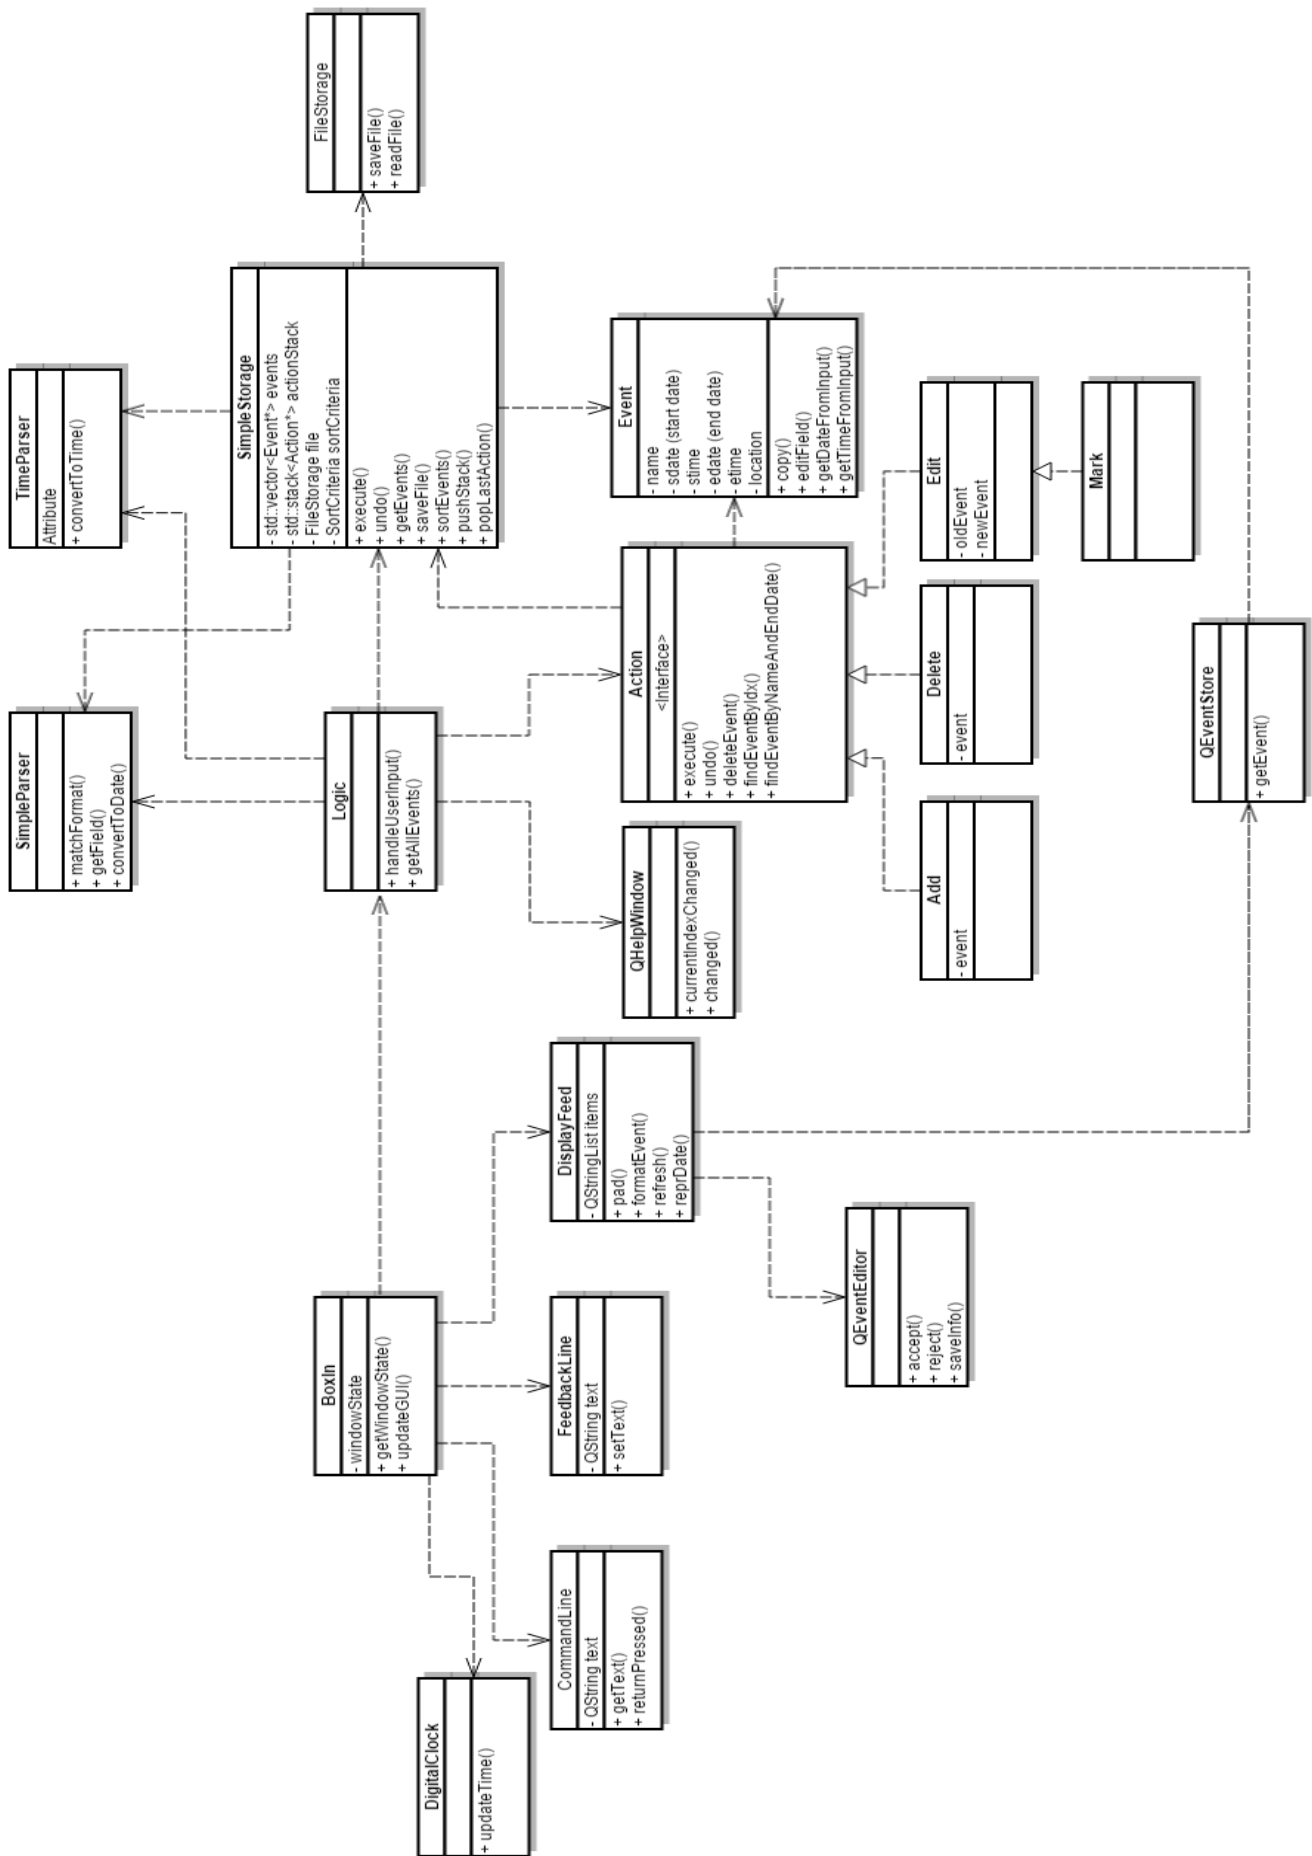 TimeParser
Attribute
+ convertToTime()
SimpleParser
+ matchFormat()
+ getField()
+ convertToDate()
FileStorage
+ saveFile()
+ readFile()
SimpleStorage
- std::vector<Event*> events
- std::stack<Action*> actionStack
- FileStorage file
- SortCriteria sortCriteria
+ execute()
+ undo()
+ getEvents()
+ saveFile()
+ sortEvents()
+ pushStack()
+ popLastAction()
Logic
+ handleUserInput()
+ getAllEvents()
BoxIn
- windowState
+ getWindowState()
+ updateGUI()
DigitalClock
+ updateTime()
CommandLine
- QString text
+ getText()
+ returnPressed()
FeedbackLine
- QString text
+ setText()
DisplayFeed
- QStringList items
+ pad()
+ formatEvent()
+ refresh()
+ reprDate()
QHelpWindow
+ currentIndexChanged()
+ changed()
Action
<Interface>
+ execute()
+ undo()
+ deleteEvent()
+ findEventByIdx()
+ findEventByNameAndEndDate()
Event
- name
- sdate (start date)
- stime
- edate (end date)
- etime
- location
+ copy()
+ editField()
+ getDateFromInput()
+ getTimeFromInput()
QEventEditor
+ accept()
+ reject()
+ saveInfo()
Add
- event
Delete
- event
Edit
- oldEvent
- newEvent
Mark
QEventStore
+ getEvent()